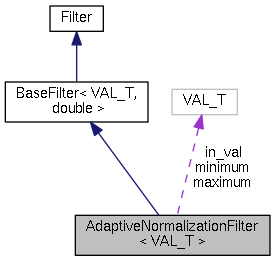 Filter
BaseFilter< VAL_T,
double >
VAL_T
in_val
minimum
maximum
AdaptiveNormalizationFilter
< VAL_T >